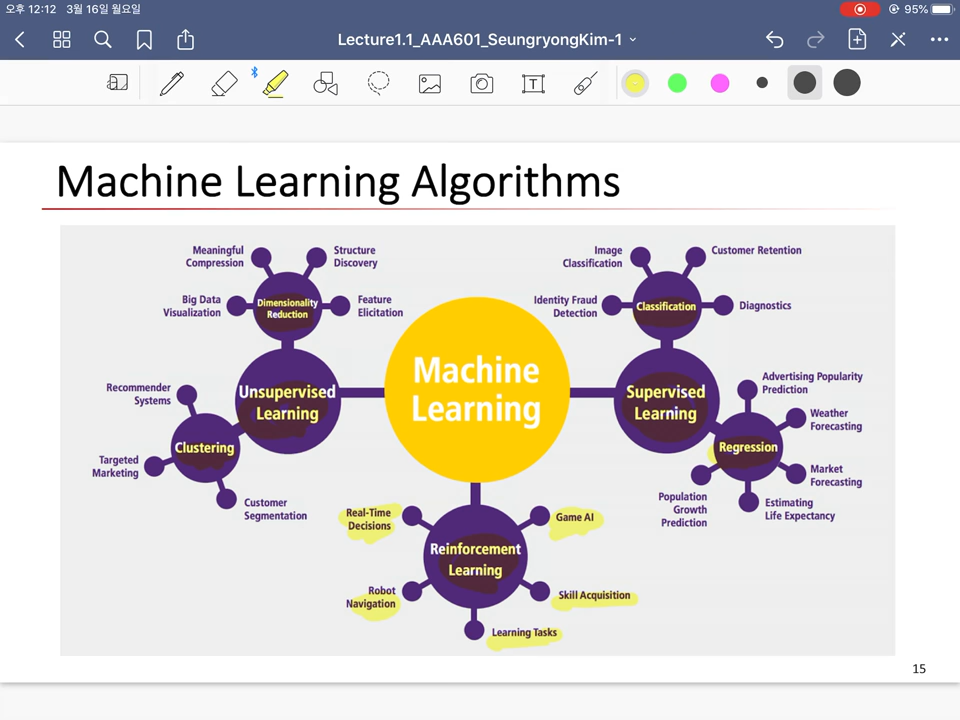 오후 12:12 3월 16일 월요일
95%
Lecture1.1_AAA601_SeungryongKim-1
T
Machine Learning Algorithms
Meaningful
Compression
Structure
Discovery
Big Data
Visualization
Dimensionality
Reduction
Feature
Elicitation
Image
Classification
Customer Retention
Identity Fraud
Detection
Classification
Diagnostics
Machine
Learning
Unsupervised
Learning
Recommender
Systems
Clustering
Targeted
Marketing
Customer
Segmentation
Supervised
Learning
Advertising Popularity
Prediction
Weather
Forecasting
Regression
Market
Forecasting
Population
Growth
Prediction
Estimating
Life Expectancy
Real-Time
Decisions
Game AI
Reinforcement
Learning
Robot
Navigation
Skill Acquisition
Learning Tasks
15